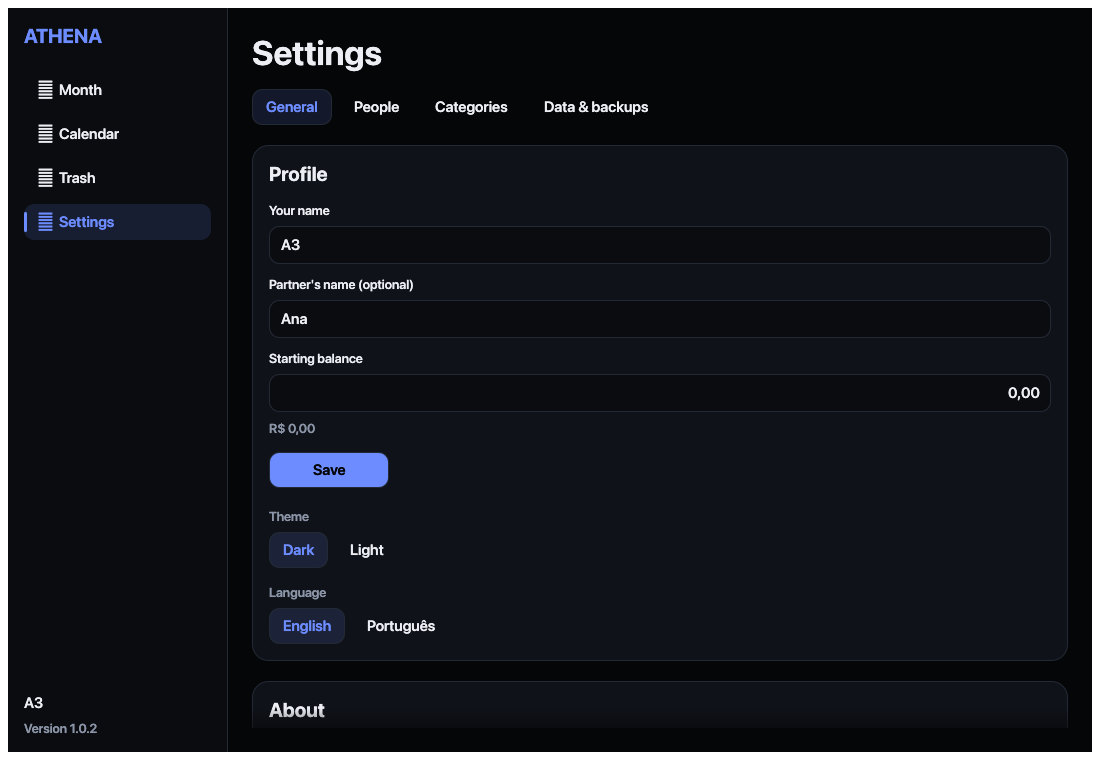 ATHENA
Month
Calendar
Trash
Settings
A3
Version 1.0.2
Settings
General People Categories Data & backups
Profile
Your name
A3
Partner's name (optional)
Ana
Starting balance
0,00
R$ 0,00
Save
Theme
Dark Light
Language
English Português
About